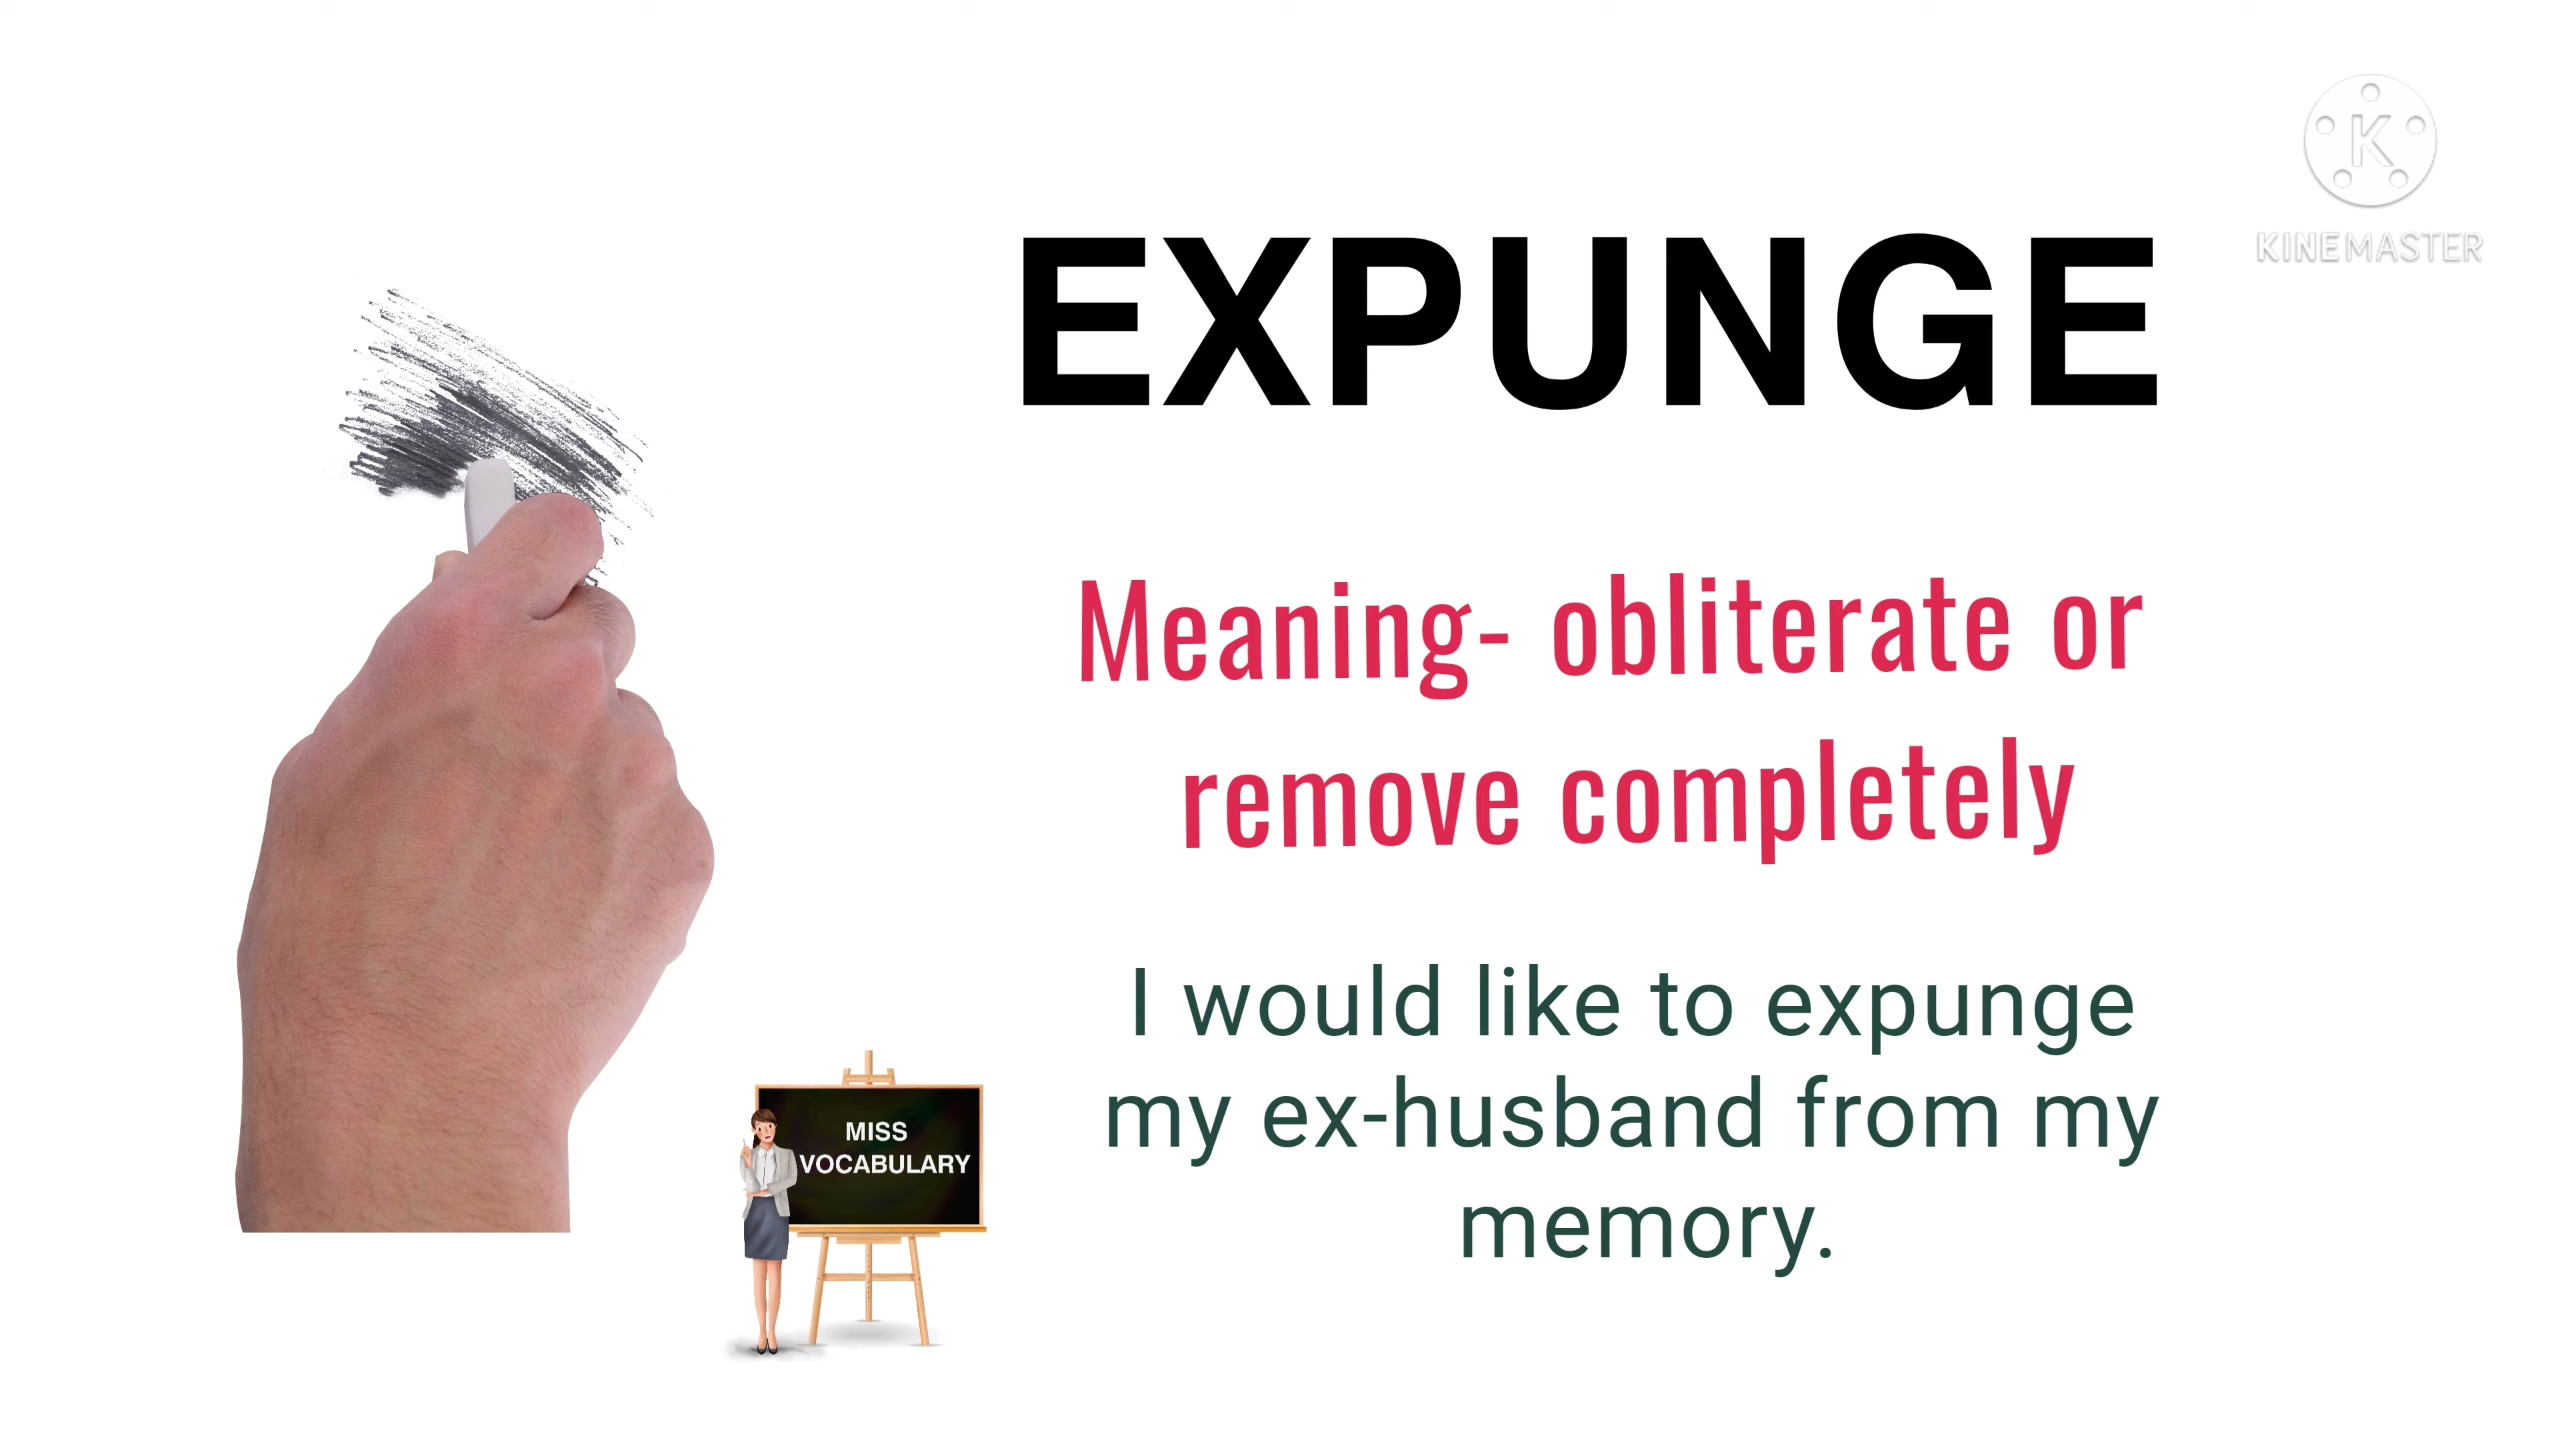 KINEMASTER
EXPUNGE
Meaning- obliterate or
remove completely
I would like to expunge
my ex-husband from my
memory.
MISS
VOCABULARY